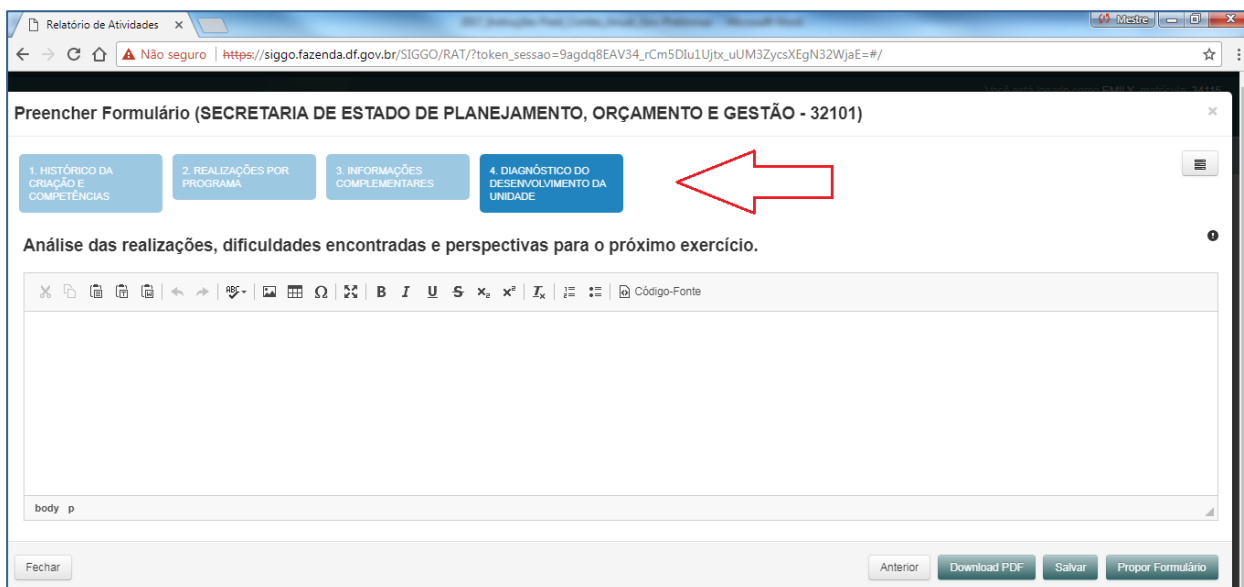 Relatório de Atividades
Mestre
Não seguro | https://siggo.fazenda.df.gov.br/SIGGO/RAT/?token_sessao=9agdq8EAV34_rCm5DIu1Ujtx_uUM3ZycsXEgN32WjaE=#/
Preencher Formulário (SECRETARIA DE ESTADO DE PLANEJAMENTO, ORÇAMENTO E GESTÃO - 32101)
1. HISTÓRICO DA
CRIAÇÃO E
COMPETÊNCIAS
2. REALIZAÇÕES POR
PROGRAMA
3. INFORMAÇÕES
COMPLEMENTARES
4. DIAGNÓSTICO DO
DESENVOLVIMENTO DA
UNIDADE
Análise das realizações, dificuldades encontradas e perspectivas para o próximo exercício.
B I U S x₂ x² Iₓ Código-Fonte
body p
Fechar
Anterior Download PDF Salvar Propor Formulário